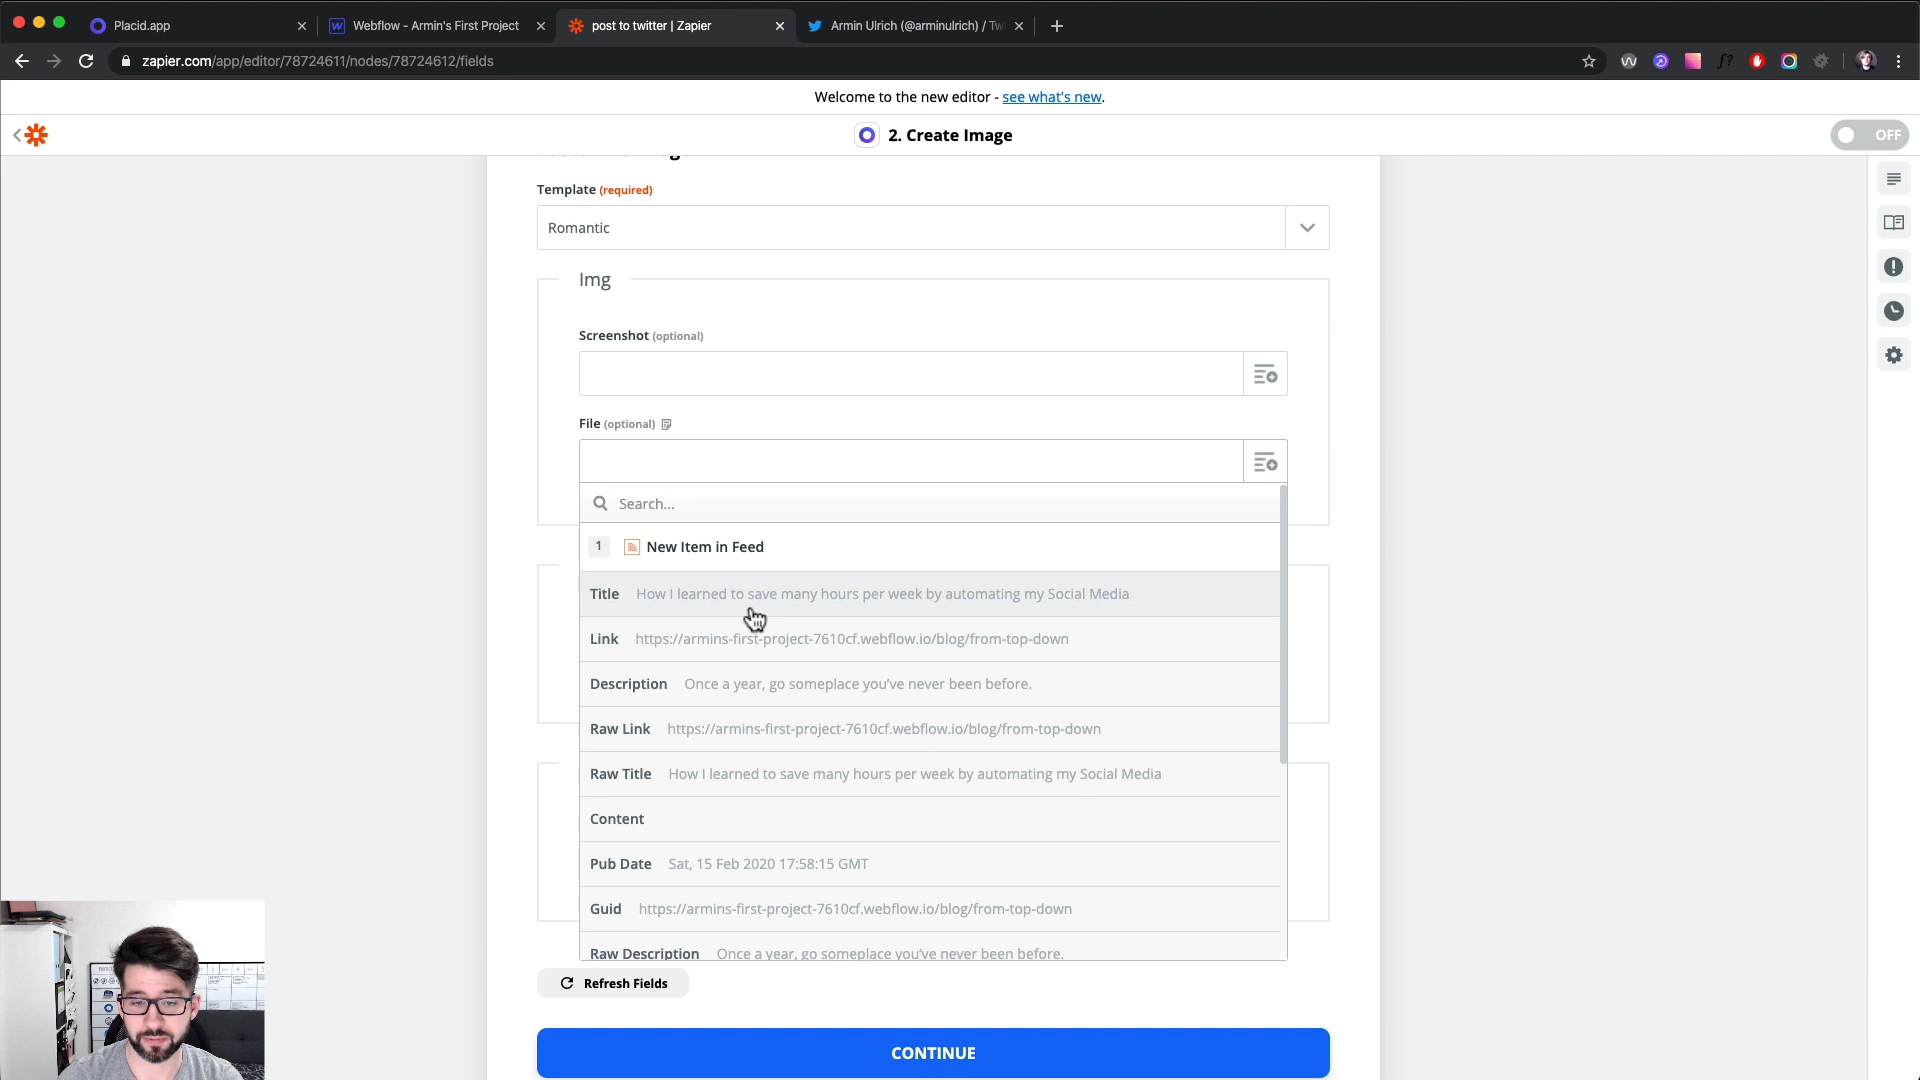 Placid.app
Webflow - Armin's First Project
post to twitter | Zapier
Armin Ulrich (@arminulrich) / Tw
zapier.com/app/editor/78724611/nodes/78724612/fields
f?
Welcome to the new editor - see what's new.
2. Create Image
OFF
Template (required)
Romantic
Img
Screenshot (optional)
File (optional)
Search...
1 New Item in Feed
Title How I learned to save many hours per week by automating my Social Media
Link https://armins-first-project-7610cf.webflow.io/blog/from-top-down
Description Once a year, go someplace you've never been before.
Raw Link https://armins-first-project-7610cf.webflow.io/blog/from-top-down
Raw Title How I learned to save many hours per week by automating my Social Media
Content
Pub Date Sat, 15 Feb 2020 17:58:15 GMT
Guid https://armins-first-project-7610cf.webflow.io/blog/from-top-down
Raw Description Once a year, go someplace you've never been before.
Refresh Fields
CONTINUE